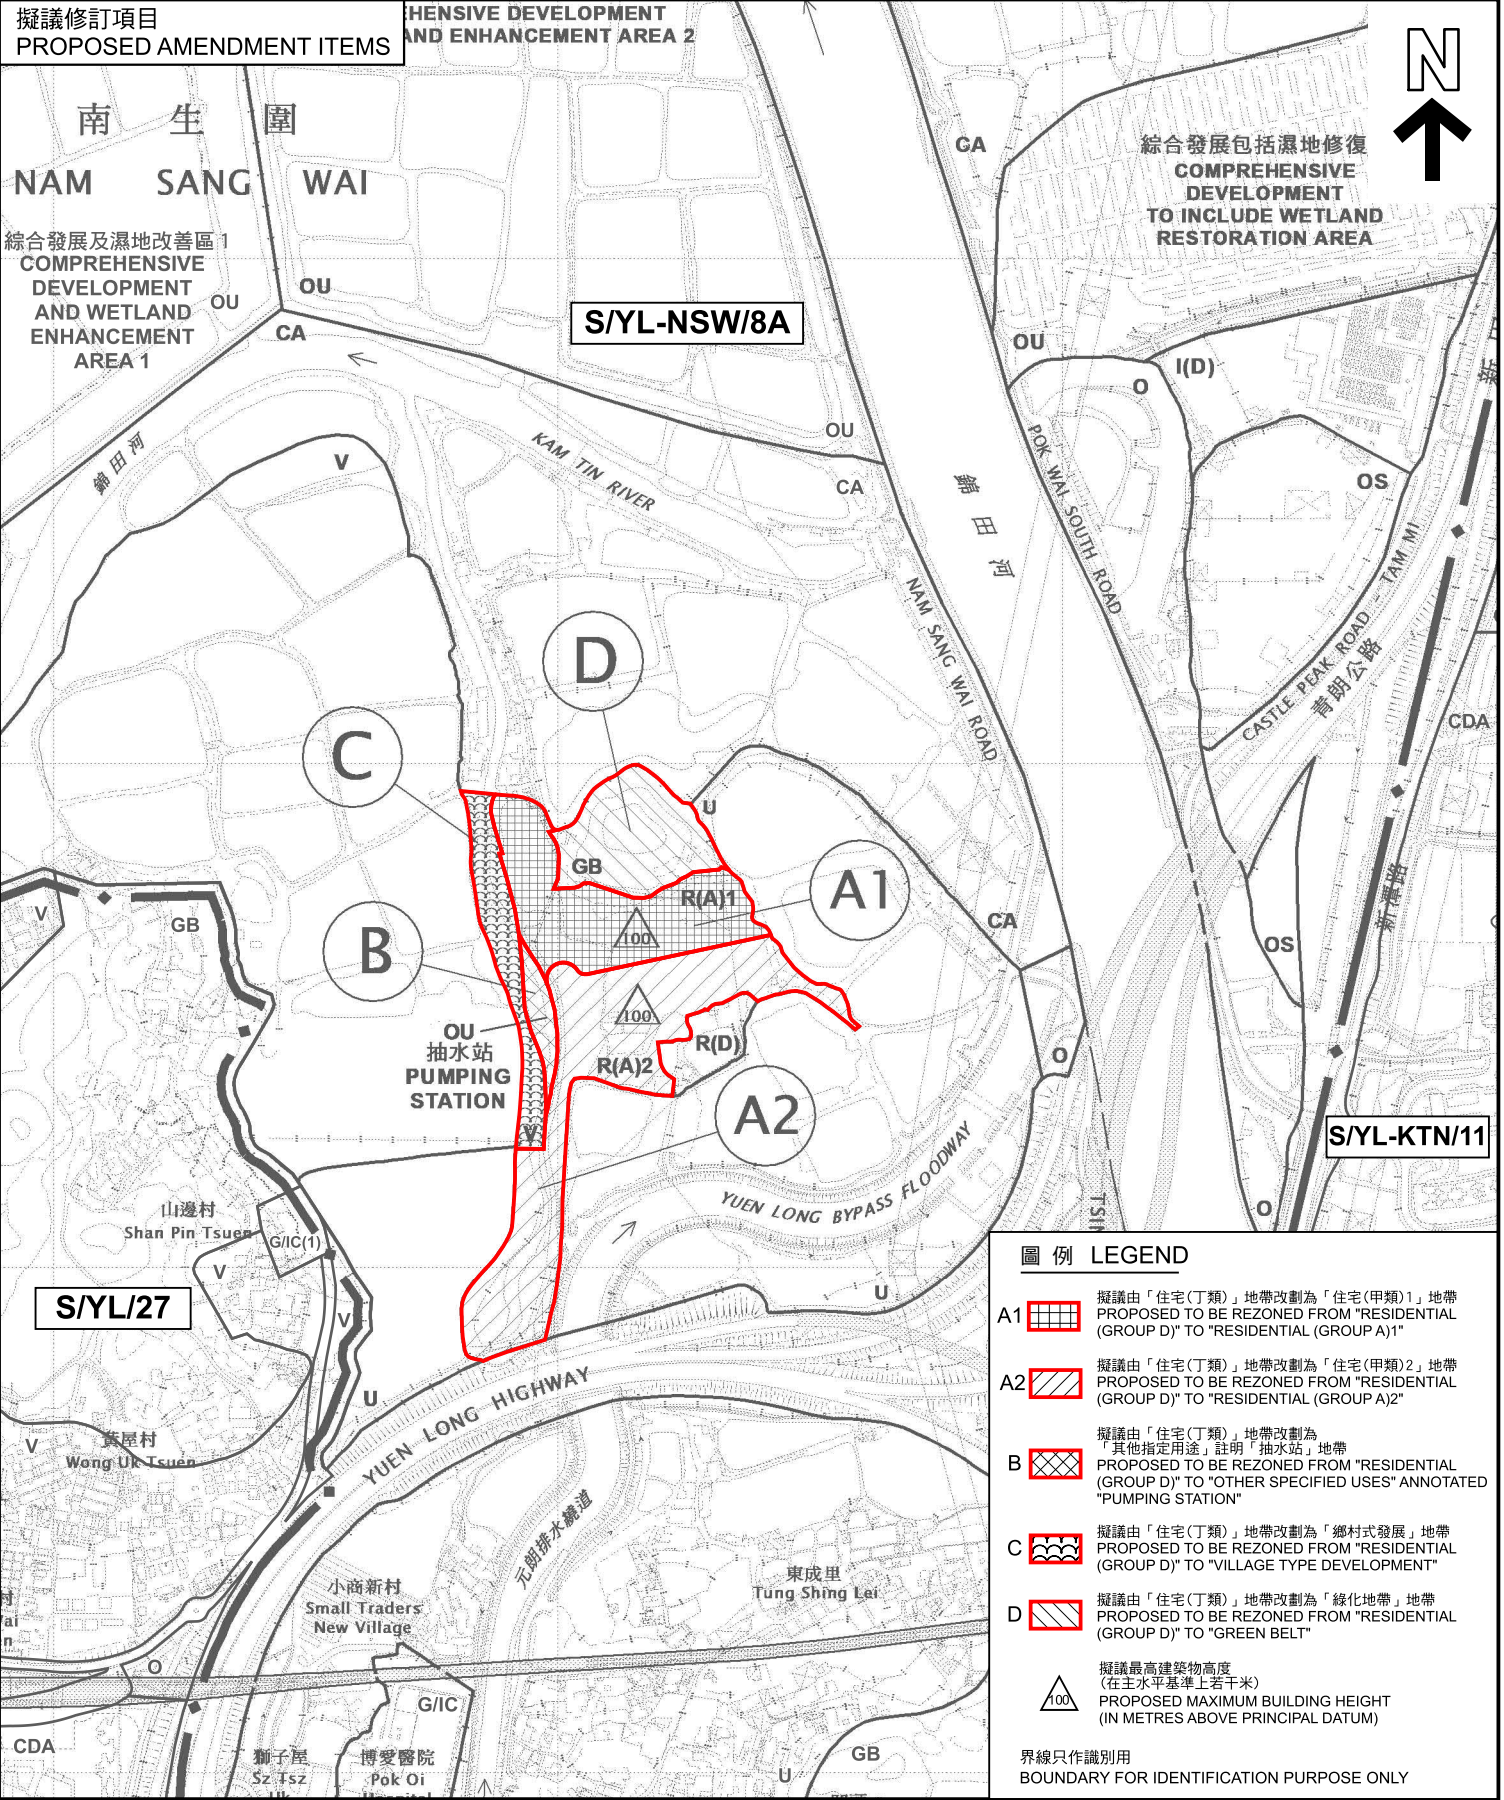 擬議修訂項目
PROPOSED AMENDMENT ITEMS
HENSIVE DEVELOPMENT
AND ENHANCEMENT AREA 2
南生圍
NAM SANG WAI
綜合發展及濕地改善區1
COMPREHENSIVE
DEVELOPMENT
AND WETLAND
ENHANCEMENT
AREA 1
OU
OU
CA
S/YL-NSW/8A
N
綜合發展包括濕地修復
COMPREHENSIVE
DEVELOPMENT
TO INCLUDE WETLAND
RESTORATION AREA
CA
OU
O
I(D)
OS
OU
CA
V
錦田河
KAM TIN RIVER
錦田河
POK WAI SOUTH ROAD
NAM SANG WAI ROAD
CASTLE PEAK ROAD - TAM MI
青朗公路
新潭路
CDA
D
C
B
A1
A2
U
GB
R(A)1
100
100
R(A)2
R(D)
OU
抽水站
PUMPING
STATION
V
CA
OS
O
O
V
GB
S/YL-KTN/11
YUEN LONG BYPASS FLOODWAY
TSIN
山邊村
Shan Pin Tsuen
G/IC(1)
V
V
S/YL/27
U
U
YUEN LONG HIGHWAY
黃屋村
Wong Uk Tsuen
V
元朗排水繞道
小商新村
Small Traders
New Village
東成里
Tung Shing Lei
村
O
G/IC
CDA
獅子屋
Sz Tsz
Uk
博愛醫院
Pok Oi
Hospital
U
GB
圖例 LEGEND
A1
擬議由「住宅(丁類)」地帶改劃為「住宅(甲類)1」地帶
PROPOSED TO BE REZONED FROM "RESIDENTIAL
(GROUP D)" TO "RESIDENTIAL (GROUP A)1"
A2
擬議由「住宅(丁類)」地帶改劃為「住宅(甲類)2」地帶
PROPOSED TO BE REZONED FROM "RESIDENTIAL
(GROUP D)" TO "RESIDENTIAL (GROUP A)2"
B
擬議由「住宅(丁類)」地帶改劃為
「其他指定用途」註明「抽水站」地帶
PROPOSED TO BE REZONED FROM "RESIDENTIAL
(GROUP D)" TO "OTHER SPECIFIED USES" ANNOTATED
"PUMPING STATION"
C
擬議由「住宅(丁類)」地帶改劃為「鄉村式發展」地帶
PROPOSED TO BE REZONED FROM "RESIDENTIAL
(GROUP D)" TO "VILLAGE TYPE DEVELOPMENT"
D
擬議由「住宅(丁類)」地帶改劃為「綠化地帶」地帶
PROPOSED TO BE REZONED FROM "RESIDENTIAL
(GROUP D)" TO "GREEN BELT"
100
擬議最高建築物高度
(在主水平基準上若干米)
PROPOSED MAXIMUM BUILDING HEIGHT
(IN METRES ABOVE PRINCIPAL DATUM)
界線只作識別用
BOUNDARY FOR IDENTIFICATION PURPOSE ONLY